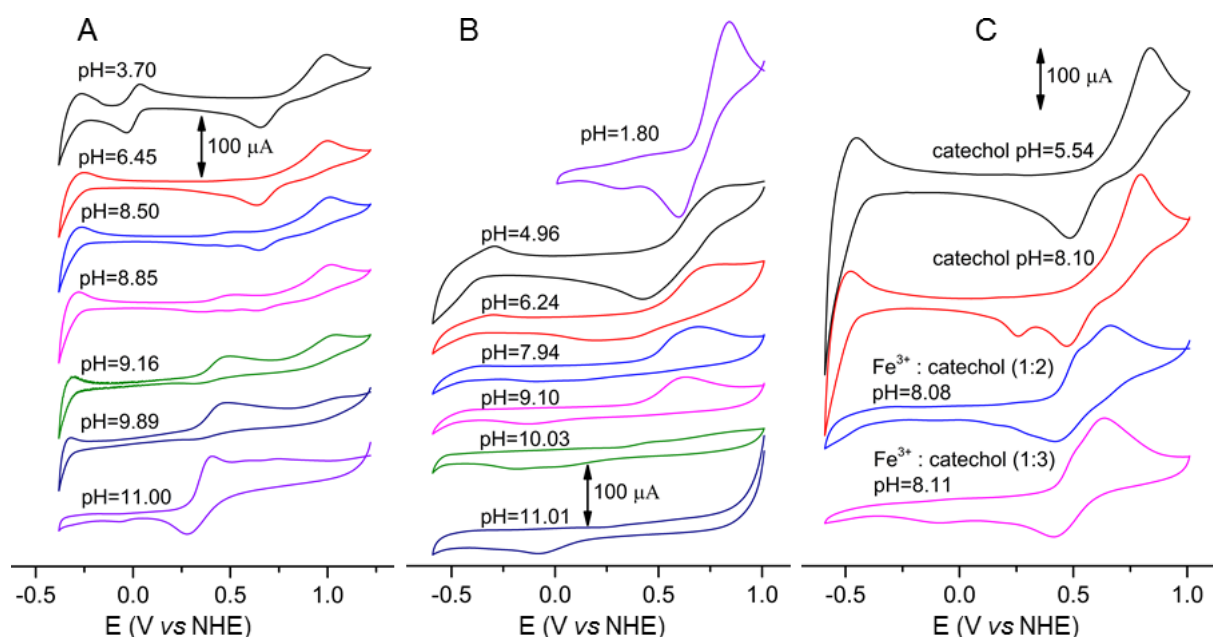 A
pH=3.70
100 μA
pH=6.45
pH=8.50
pH=8.85
pH=9.16
pH=9.89
pH=11.00
-0.5 0.0 0.5 1.0
E (V vs NHE)
B
pH=1.80
pH=4.96
pH=6.24
pH=7.94
pH=9.10
pH=10.03
100 μA
pH=11.01
-0.5 0.0 0.5 1.0
E (V vs NHE)
C
100 μA
catechol pH=5.54
catechol pH=8.10
Fe³⁺ : catechol (1:2)
pH=8.08
Fe³⁺ : catechol (1:3)
pH=8.11
-0.5 0.0 0.5 1.0
E (V vs NHE)